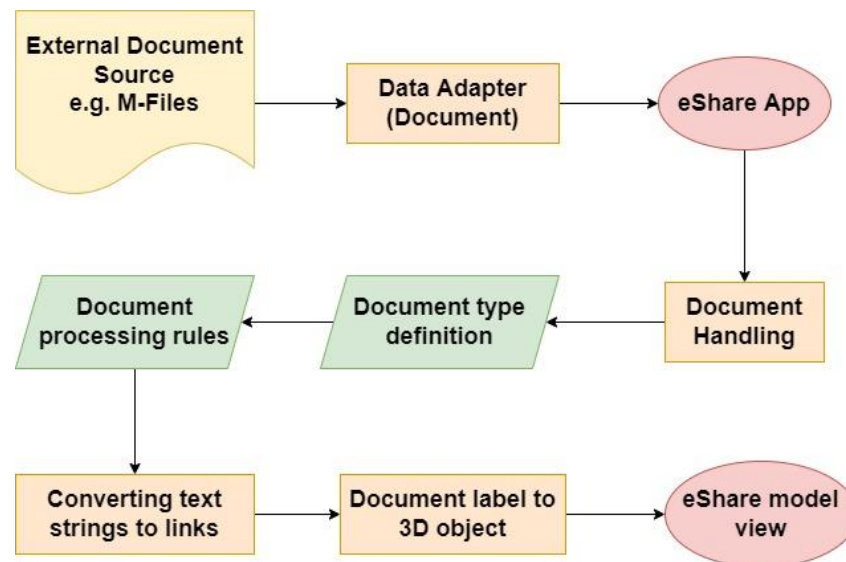 External Document
Source
e.g. M-Files
Data Adapter
(Document)
eShare App
Document
Handling
Document type
definition
Document
processing rules
Converting text
strings to links
Document label to
3D object
eShare model
view